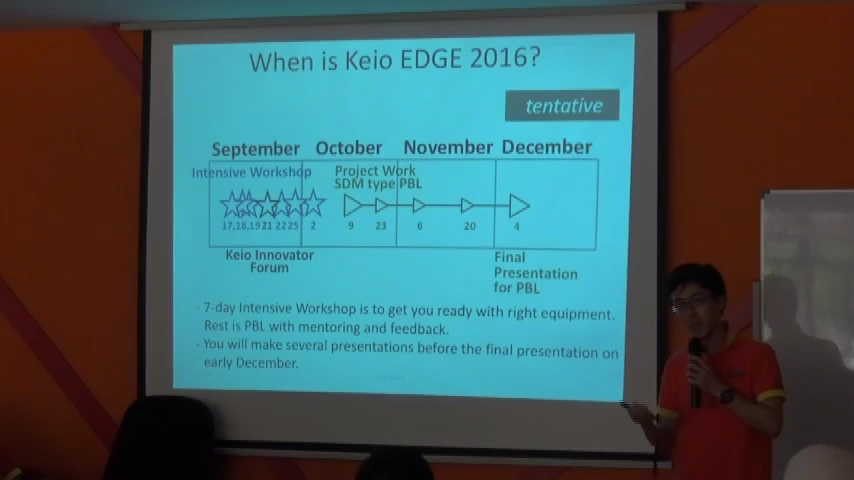 When is Keio EDGE 2016?
tentative
September October November December
Intensive Workshop
Project Work
SDM type PBL
17,18,19 21 22 25 2 9 23 6 20 4
Keio Innovator
Forum
Final
Presentation
for PBL
- 7-day Intensive Workshop is to get you ready with right equipment.
Rest is PBL with mentoring and feedback.
- You will make several presentations before the final presentation on
early December.